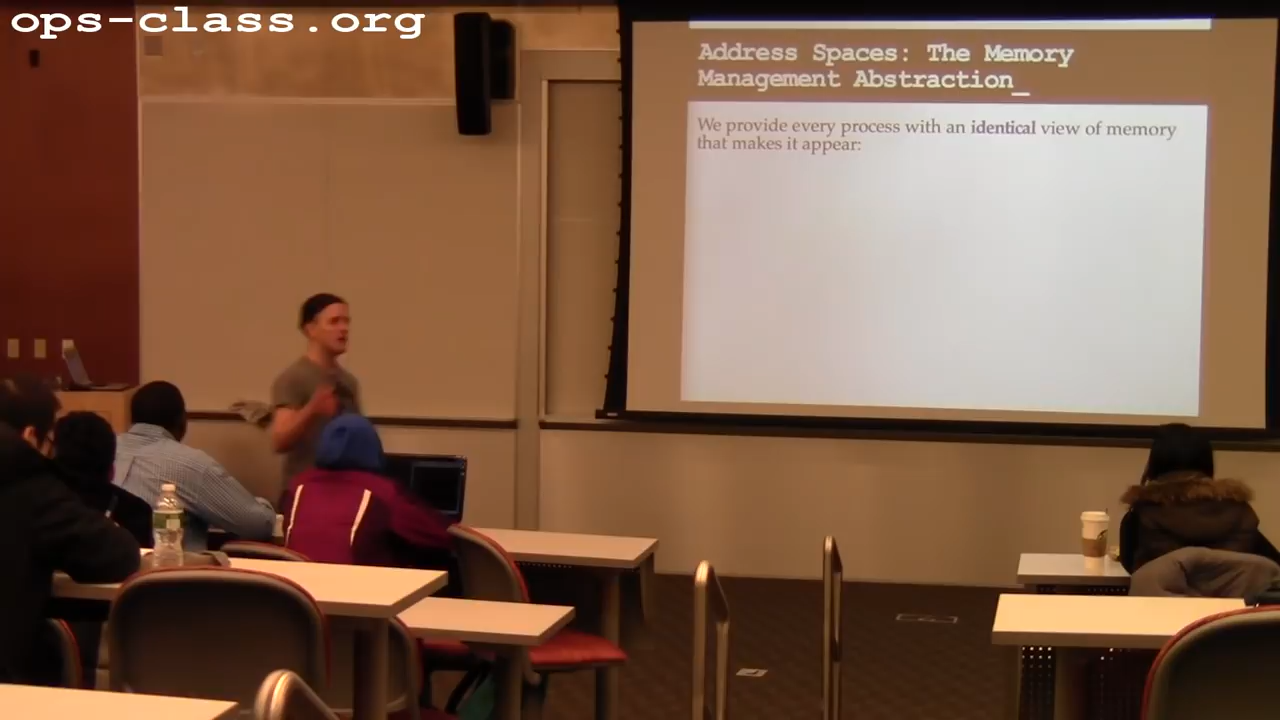 ops-class.org
Address Spaces: The Memory
Management Abstraction_
We provide every process with an identical view of memory
that makes it appear: